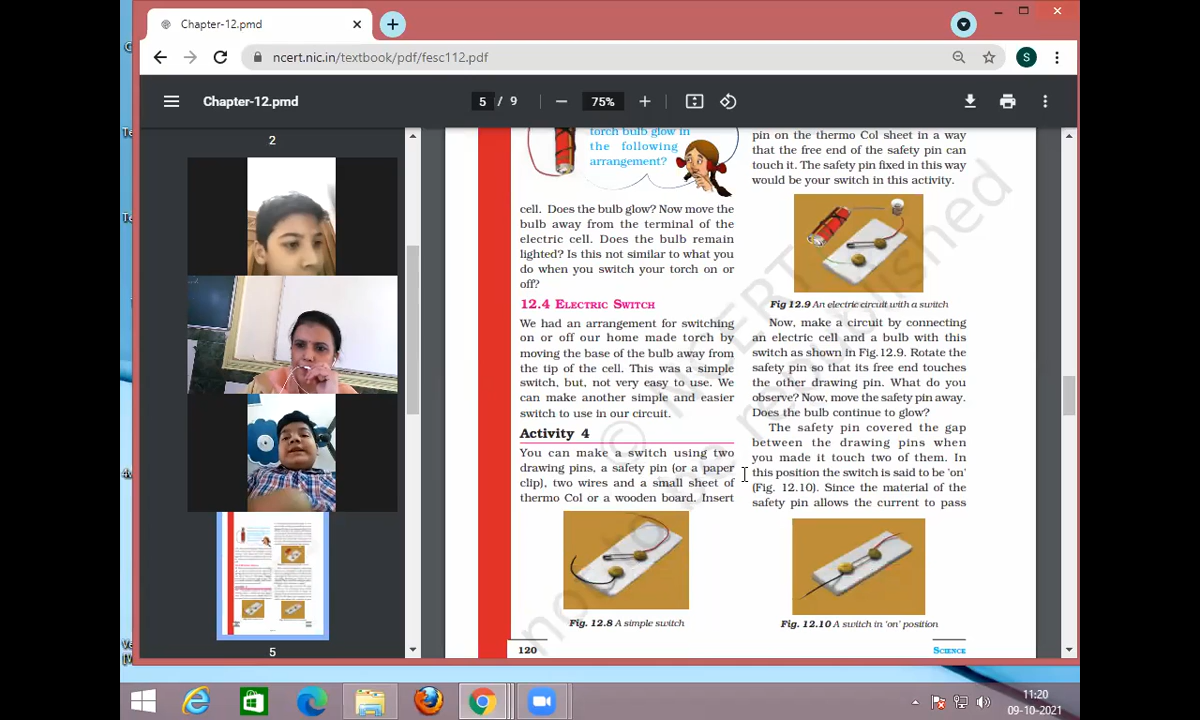 Chapter-12.pmd
ncert.nic.in/textbook/pdf/fesc112.pdf
S
Chapter-12.pmd
5 / 9
75%
2
5
torch bulb glow in
the following
arrangement?
cell. Does the bulb glow? Now move the
bulb away from the terminal of the
electric cell. Does the bulb remain
lighted? Is this not similar to what you
do when you switch your torch on or
off?
12.4 ELECTRIC SWITCH
We had an arrangement for switching
on or off our home made torch by
moving the base of the bulb away from
the tip of the cell. This was a simple
switch, but, not very easy to use. We
can make another simple and easier
switch to use in our circuit.
Activity 4
You can make a switch using two
drawing pins, a safety pin (or a paper
clip), two wires and a small sheet of
thermo Col or a wooden board. Insert
Fig. 12.8 A simple switch
120
pin on the thermo Col sheet in a way
that the free end of the safety pin can
touch it. The safety pin fixed in this way
would be your switch in this activity.
Fig 12.9 An electric circuit with a switch
Now, make a circuit by connecting
an electric cell and a bulb with this
switch as shown in Fig.12.9. Rotate the
safety pin so that its free end touches
the other drawing pin. What do you
observe? Now, move the safety pin away.
Does the bulb continue to glow?
The safety pin covered the gap
between the drawing pins when
you made it touch two of them. In
this position the switch is said to be 'on'
(Fig. 12.10). Since the material of the
safety pin allows the current to pass
Fig. 12.10 A switch in 'on' position
SCIENCE
© NCERT
not to be republished
11:20
09-10-2021